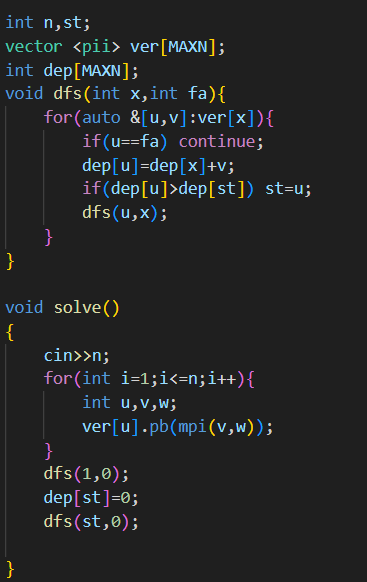 int n,st;
vector <pii> ver[MAXN];
int dep[MAXN];
void dfs(int x,int fa){
    for(auto &[u,v]:ver[x]){
        if(u==fa) continue;
        dep[u]=dep[x]+v;
        if(dep[u]>dep[st]) st=u;
        dfs(u,x);
    }
}

void solve()
{
    cin>>n;
    for(int i=1;i<=n;i++){
        int u,v,w;
        ver[u].pb(mpi(v,w));
    }
    dfs(1,0);
    dep[st]=0;
    dfs(st,0);

}